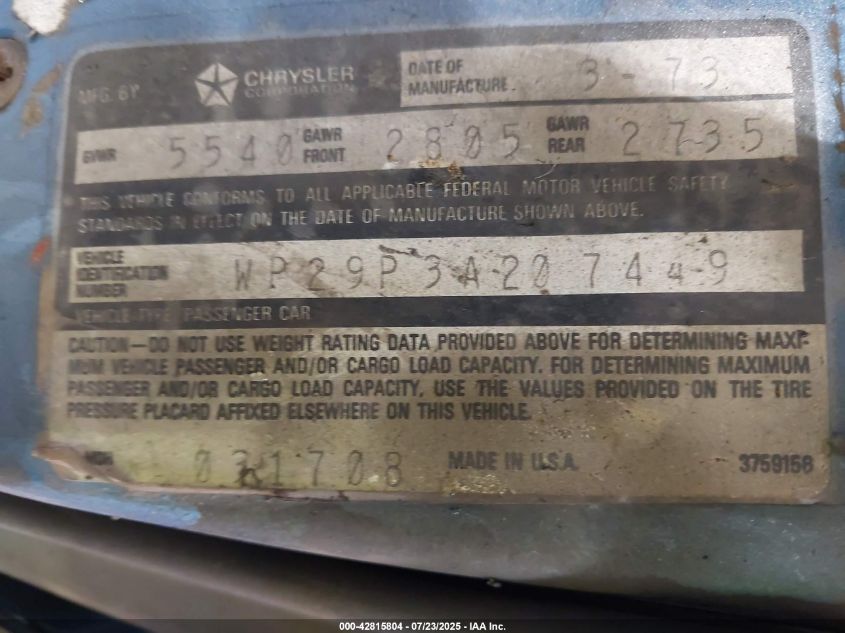 MFG. BY CHRYSLER CORPORATION
DATE OF MANUFACTURE. 3-73
GVWR 5540 GAWR FRONT 2805 GAWR REAR 2735
THIS VEHICLE CONFORMS TO ALL APPLICABLE FEDERAL MOTOR VEHICLE SAFETY
STANDARDS IN EFFECT ON THE DATE OF MANUFACTURE SHOWN ABOVE.
VEHICLE IDENTIFICATION NUMBER WP29P3A207449
VEHICLE TYPE PASSENGER CAR
CAUTION—DO NOT USE WEIGHT RATING DATA PROVIDED ABOVE FOR DETERMINING MAXI-
MUM VEHICLE PASSENGER AND/OR CARGO LOAD CAPACITY. FOR DETERMINING MAXIMUM
PASSENGER AND/OR CARGO LOAD CAPACITY, USE THE VALUES PROVIDED ON THE TIRE
PRESSURE PLACARD AFFIXED ELSEWHERE ON THIS VEHICLE.
031708 MADE IN U.S.A. 3759158
000-42815804 | 07/23/2025 - IAA Inc.